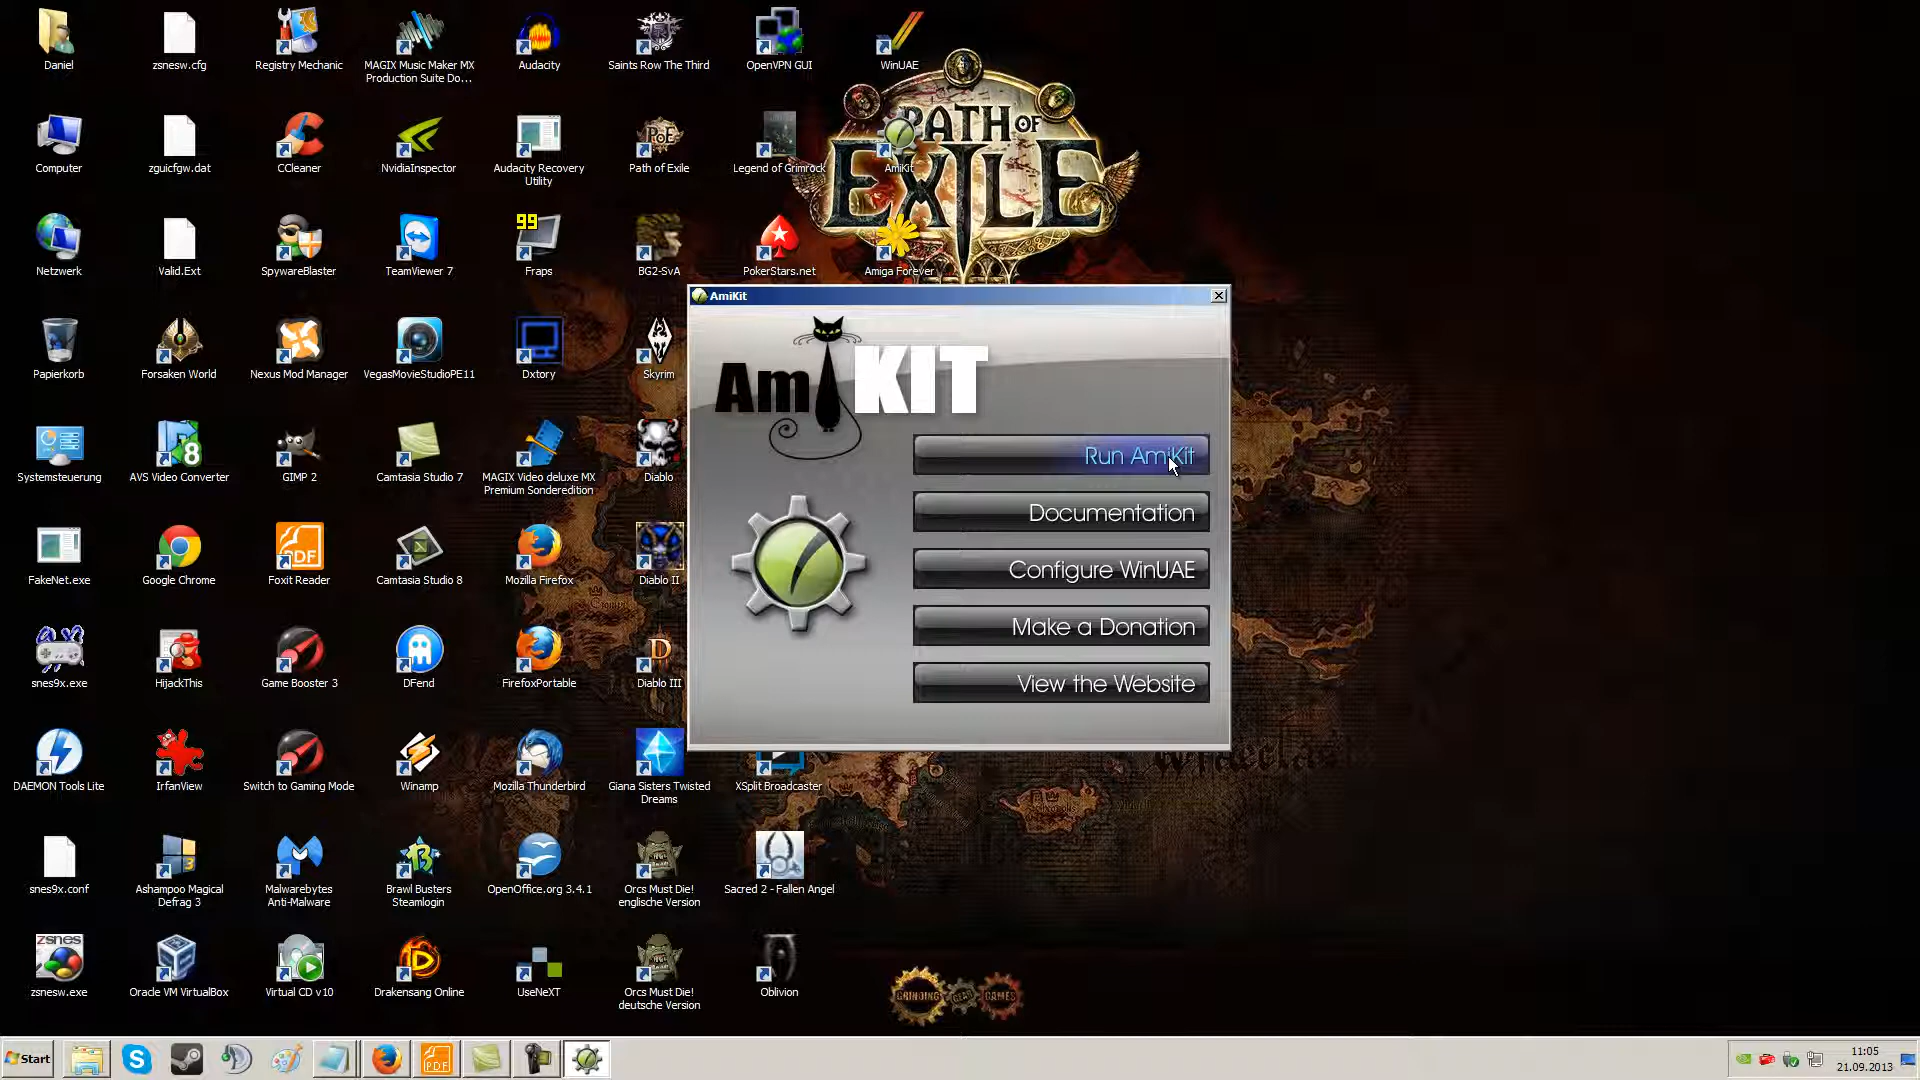 Daniel
zsnesw.cfg
Registry Mechanic
MAGIX Music Maker MX
Production Suite Do...
Audacity
Saints Row The Third
OpenVPN GUI
WinUAE
Computer
zguicfgw.dat
CCleaner
NvidiaInspector
Audacity Recovery
Utility
Path of Exile
Legend of Grimrock
AmiKit
PATH OF
EXILE
Netzwerk
Valid.Ext
SpywareBlaster
TeamViewer 7
99
Fraps
BG2-SvA
PokerStars.net
Amiga Forever
Papierkorb
Forsaken World
Nexus Mod Manager
VegasMovieStudioPE11
Dxtory
Skyrim
Systemsteuerung
AVS Video Converter
GIMP 2
Camtasia Studio 7
MAGIX Video deluxe MX
Premium Sonderedition
Diablo
FakeNet.exe
Google Chrome
Foxit Reader
Camtasia Studio 8
Mozilla Firefox
Diablo II
snes9x.exe
HijackThis
Game Booster 3
DFend
FirefoxPortable
Diablo III
DAEMON Tools Lite
IrfanView
Switch to Gaming Mode
Winamp
Mozilla Thunderbird
Giana Sisters Twisted
Dreams
XSplit Broadcaster
snes9x.conf
Ashampoo Magical
Defrag 3
Malwarebytes
Anti-Malware
Brawl Busters
Steamlogin
OpenOffice.org 3.4.1
Orcs Must Die!
englische Version
Sacred 2 - Fallen Angel
zsnesw.exe
Oracle VM VirtualBox
Virtual CD v10
Drakensang Online
UseNeXT
Orcs Must Die!
deutsche Version
Oblivion
GRINDING GEAR GAMES
AmiKit
AmiKIT
Run AmiKit
Documentation
Configure WinUAE
Make a Donation
View the Website
Start
11:05
21.09.2013